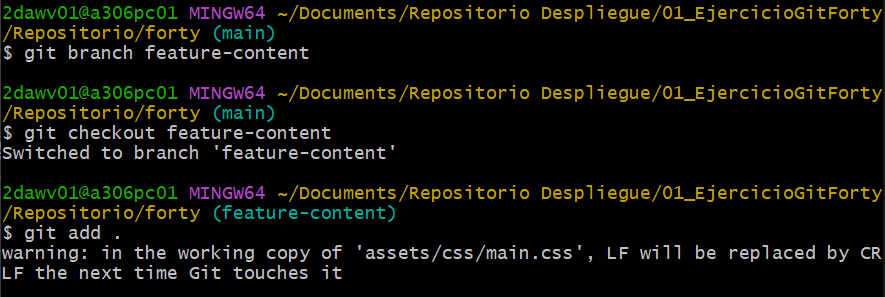 2dawv01@a306pc01 MINGW64 ~/Documents/Repositorio Despliegue/01_EjercicioGitForty
/Repositorio/forty (main)
$ git branch feature-content
2dawv01@a306pc01 MINGW64 ~/Documents/Repositorio Despliegue/01_EjercicioGitForty
/Repositorio/forty (main)
$ git checkout feature-content
Switched to branch 'feature-content'
2dawv01@a306pc01 MINGW64 ~/Documents/Repositorio Despliegue/01_EjercicioGitForty
/Repositorio/forty (feature-content)
$ git add .
warning: in the working copy of 'assets/css/main.css', LF will be replaced by CR
LF the next time Git touches it